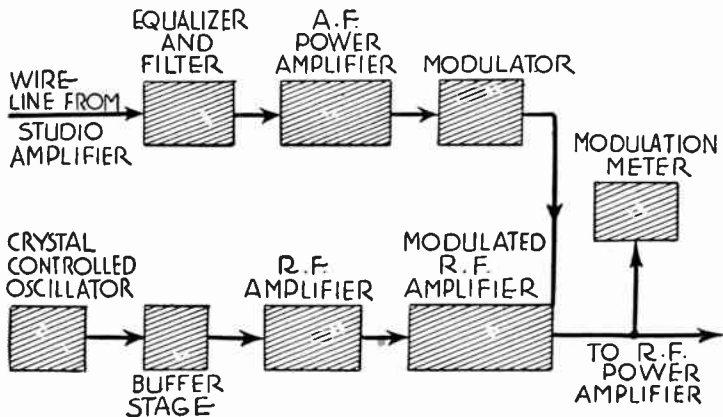 EQUALIZER
AND
FILTER
A.F.
POWER
AMPLIFIER
MODULATOR
WIRE-
LINE FROM
STUDIO
AMPLIFIER
MODULATION
METER
CRYSTAL
CONTROLLED
OSCILLATOR
R.F.
AMPLIFIER
MODULATED
R.F.
AMPLIFIER
BUFFER
STAGE
TO R.F.
POWER
AMPLIFIER